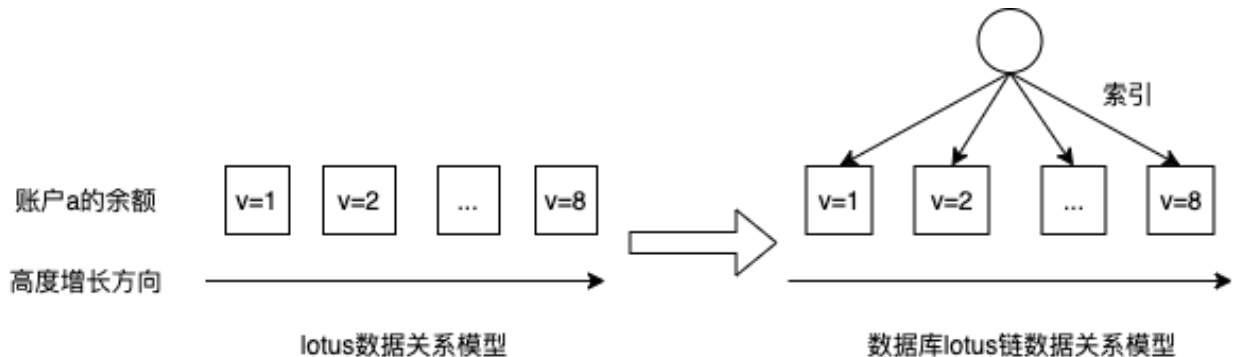 索引
账户a的余额 v=1 v=2 ... v=8 v=1 v=2 ... v=8
高度增长方向
lotus数据关系模型 数据库lotus链数据关系模型